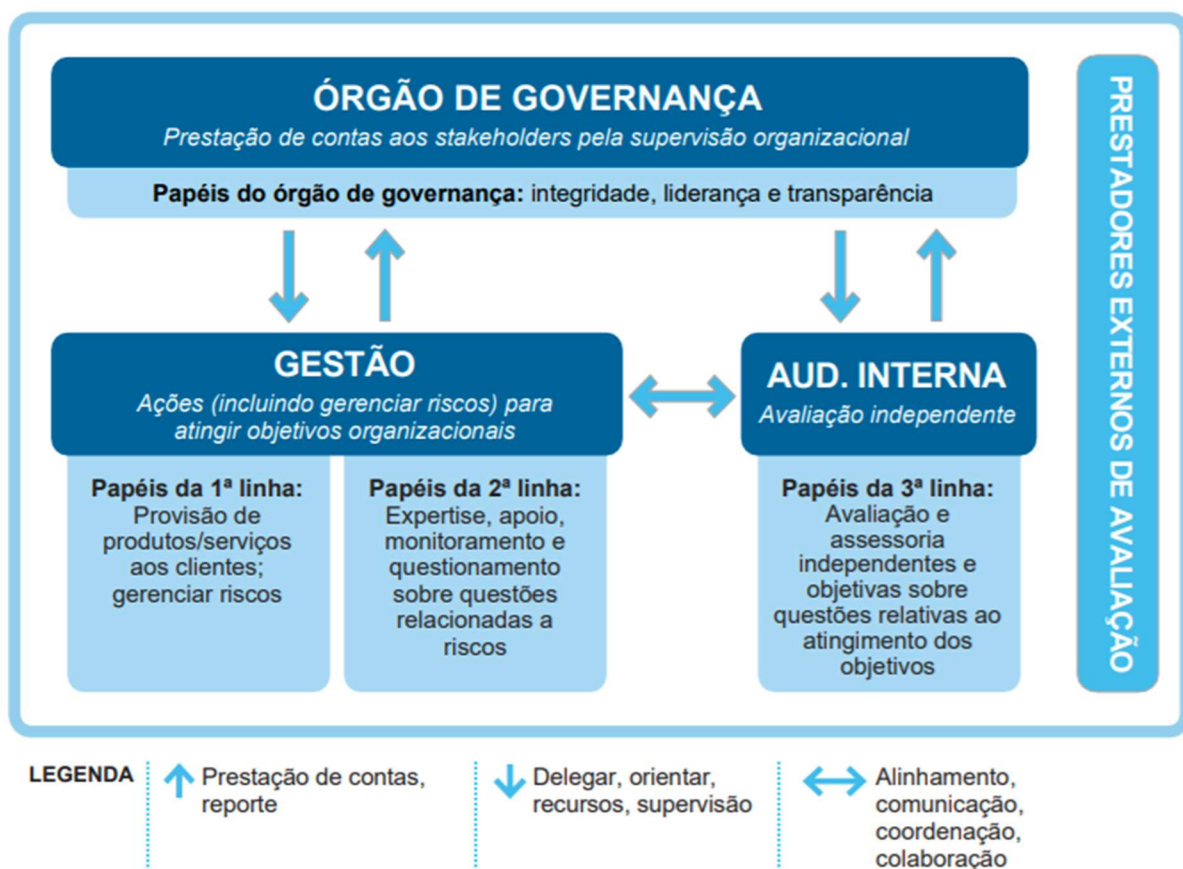 ÓRGÃO DE GOVERNANÇA
Prestação de contas aos stakeholders pela supervisão organizacional
Papéis do órgão de governança: integridade, liderança e transparência
GESTÃO
Ações (incluindo gerenciar riscos) para
atingir objetivos organizacionais
Papéis da 1ª linha:
Provisão de
produtos/serviços
aos clientes;
gerenciar riscos
Papéis da 2ª linha:
Expertise, apoio,
monitoramento e
questionamento
sobre questões
relacionadas a
riscos
AUD. INTERNA
Avaliação independente
Papéis da 3ª linha:
Avaliação e
assessoria
independentes e
objetivas sobre
questões relativas ao
atingimento dos
objetivos
PRESTADORES EXTERNOS DE AVALIAÇÃO
LEGENDA
Prestação de contas,
reporte
Delegar, orientar,
recursos, supervisão
Alinhamento,
comunicação,
coordenação,
colaboração